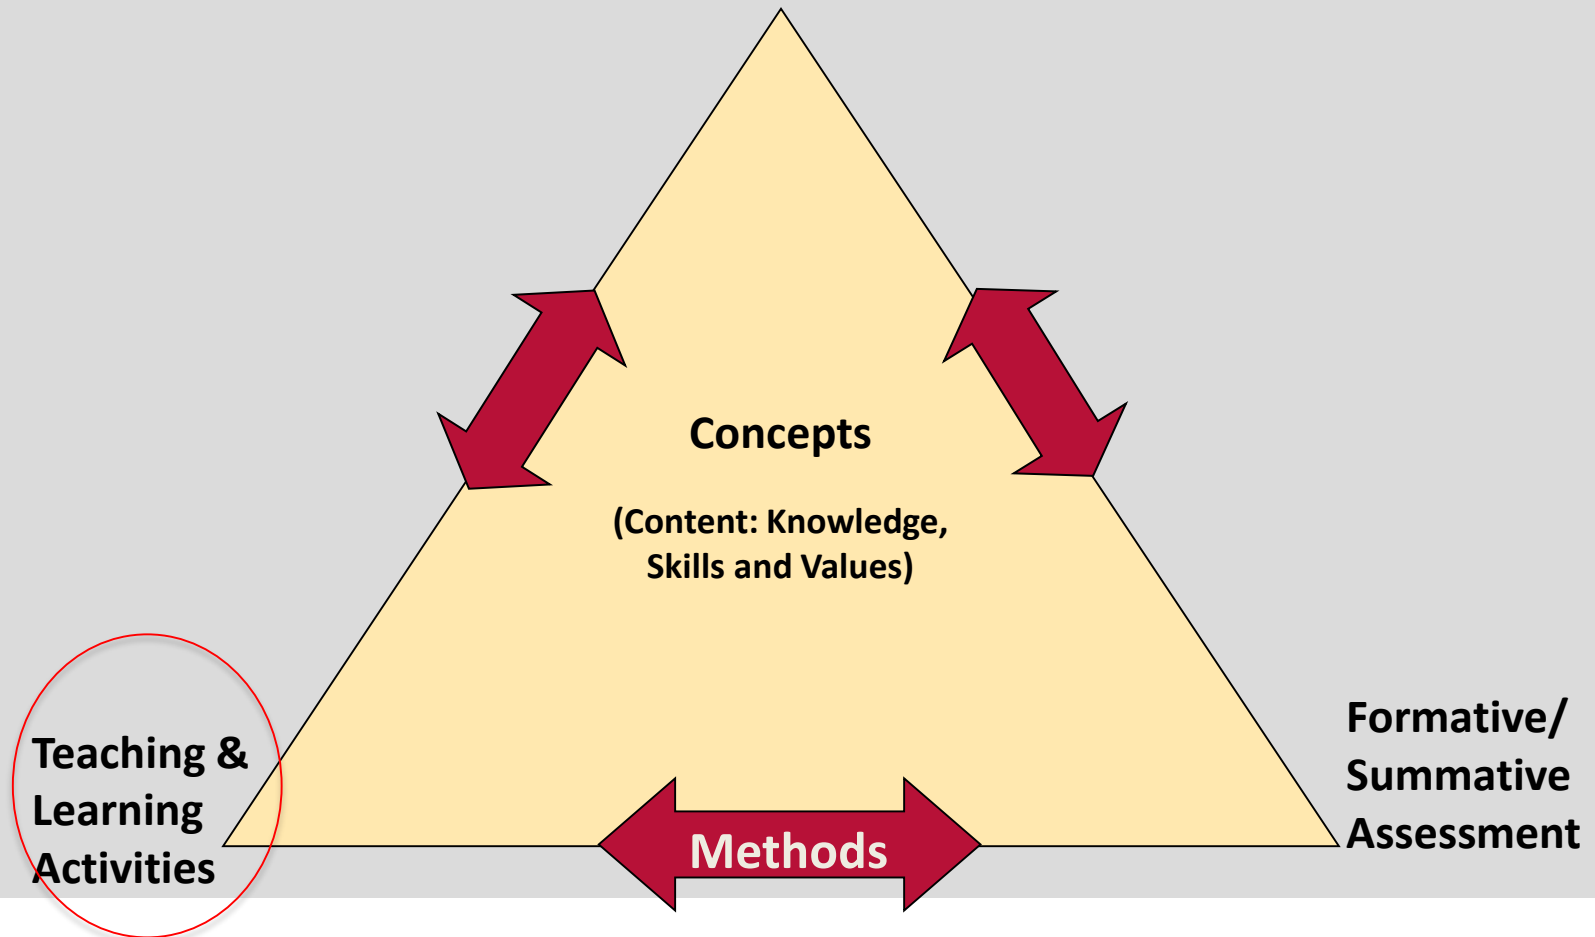 Concepts
(Content: Knowledge,
Skills and Values)
Teaching &
Learning
Activities
Methods
Formative/
Summative
Assessment